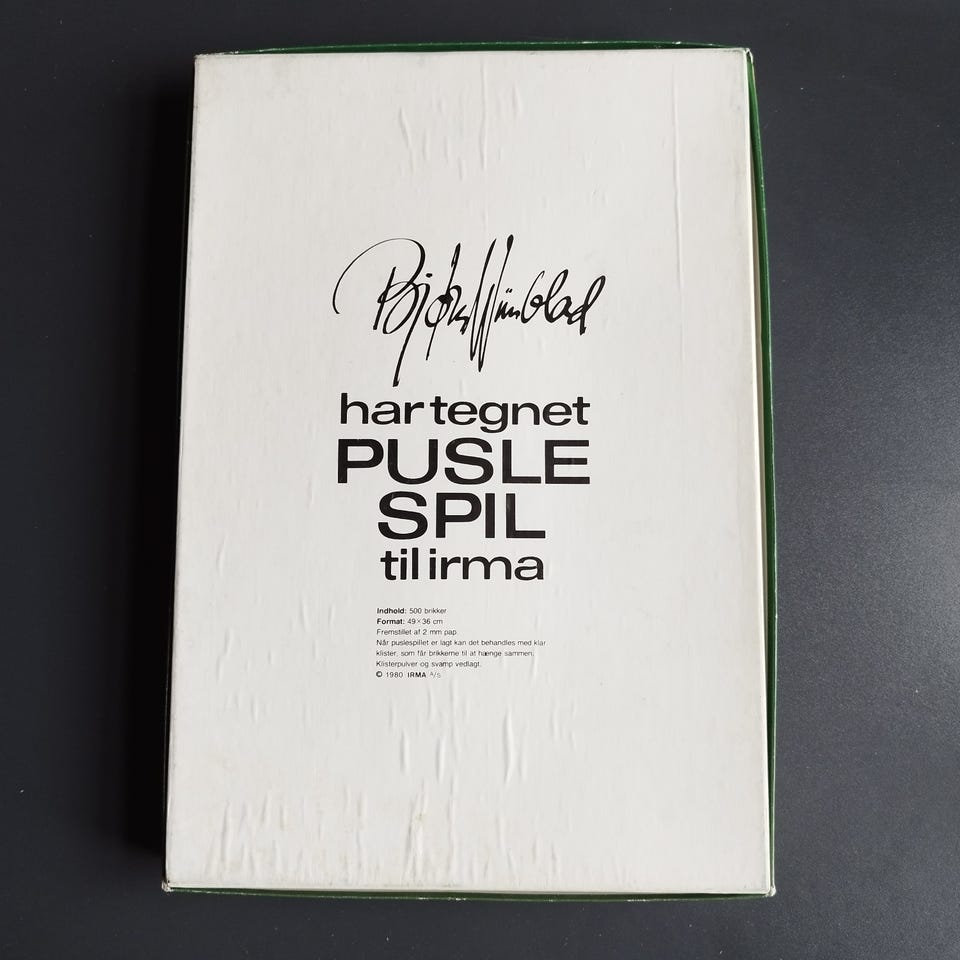 Bjørn Wiinblad
har tegnet
PUSLE
SPIL
til irma
Indhold: 500 brikker
Format: 49 × 36 cm
Fremstillet af 2 mm pap.
Når puslespillet er lagt kan det behandles med klar
klister, som får brikkerne til at hænge sammen.
Klisterpulver og svamp vedlagt.
© 1980 IRMA A/s